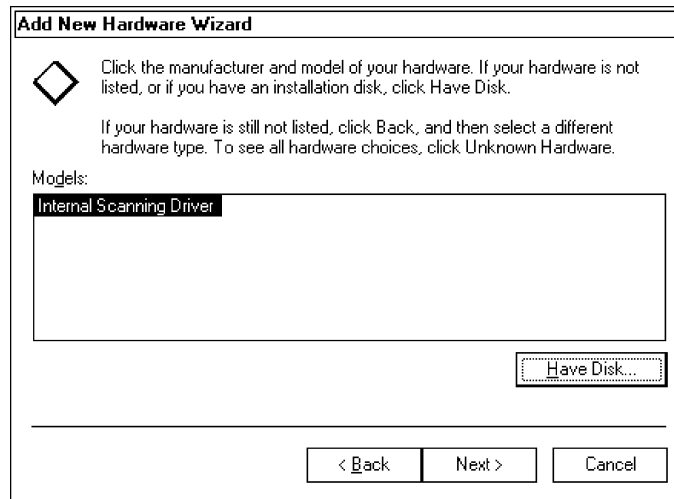 Add New Hardware Wizard
Click the manufacturer and model of your hardware. If your hardware is not
listed, or if you have an installation disk, click Have Disk.
If your hardware is still not listed, click Back, and then select a different
hardware type. To see all hardware choices, click Unknown Hardware.
Models:
Internal Scanning Driver
Have Disk...
< Back
Next >
Cancel